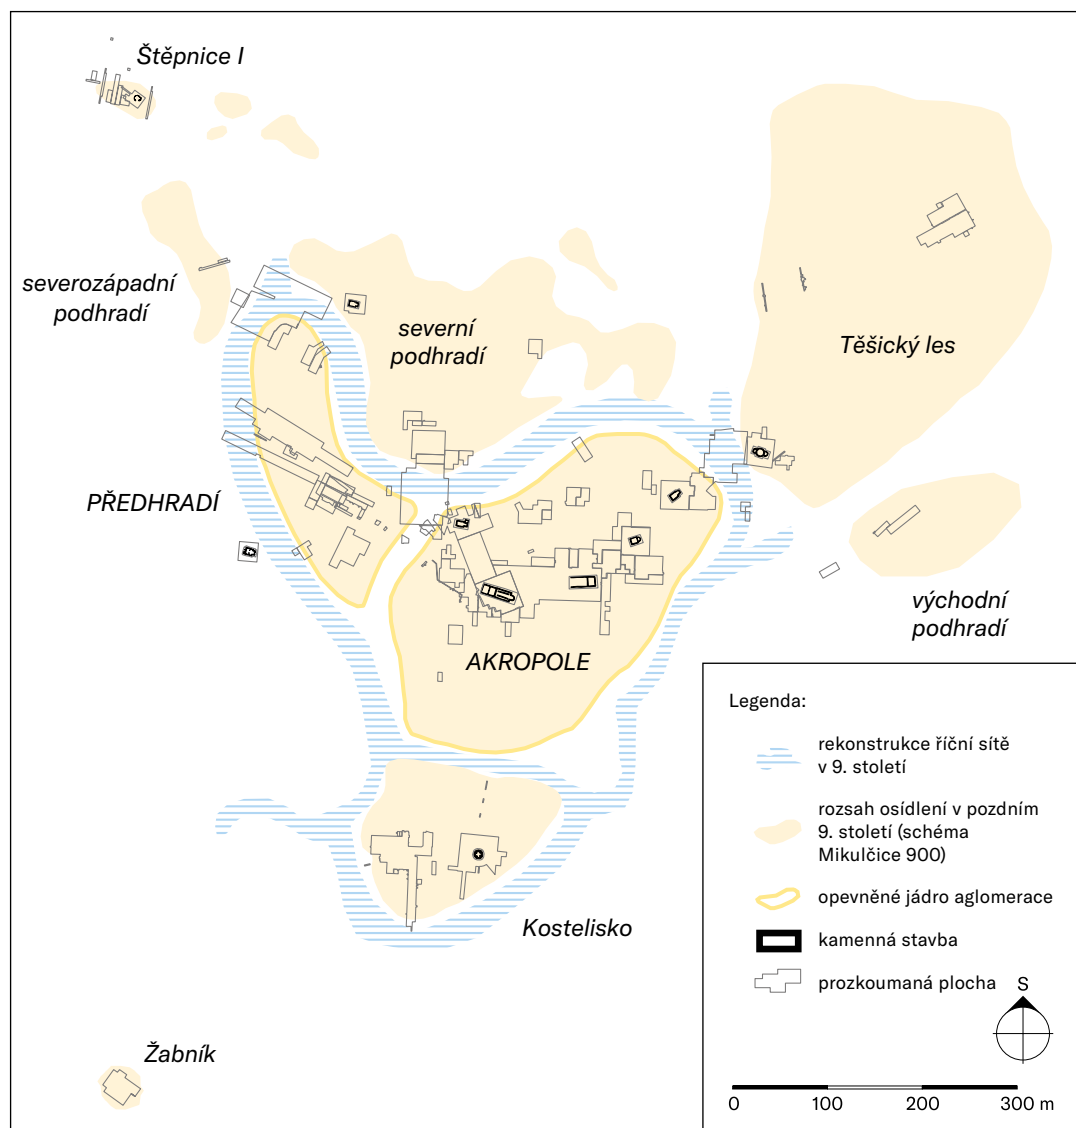 Štěpnice I
severozápadní
podhradí
severní
podhradí
Těšický les
PŘEDHRADÍ
AKROPOLE
východní
podhradí
Kostelisko
Žabník
Legenda:
rekonstrukce říční sítě
v 9. století
rozsah osídlení v pozdním
9. století (schéma
Mikulčice 900)
opevněné jádro aglomerace
kamenná stavba
prozkoumaná plocha
S
0 100 200 300 m